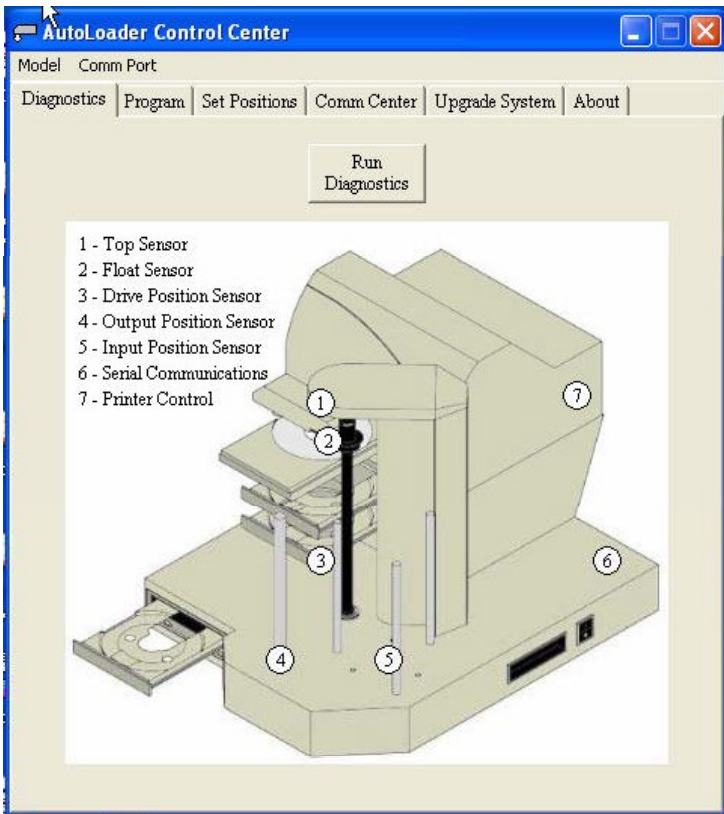 AutoLoader Control Center
Model Comm Port
Diagnostics Program Set Positions Comm Center Upgrade System About
Run
Diagnostics
1 - Top Sensor
2 - Float Sensor
3 - Drive Position Sensor
4 - Output Position Sensor
5 - Input Position Sensor
6 - Serial Communications
7 - Printer Control
7
1
2
3
6
4
5